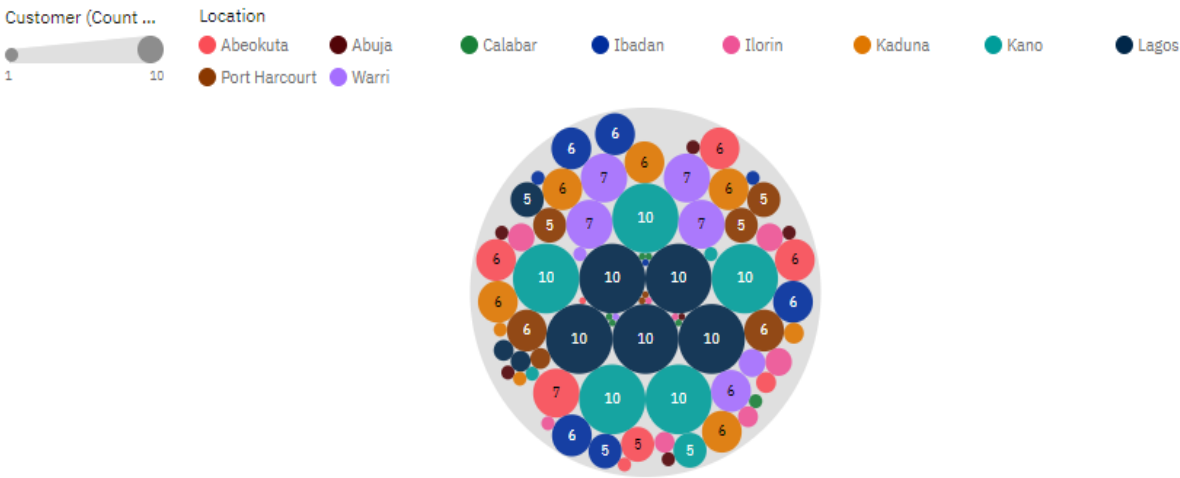 Customer (Count ... Location
Abeokuta Abuja Calabar Ibadan Ilorin Kaduna Kano Lagos
1 10 Port Harcourt Warri
6
6 6
6
7 7
5 6 6 5
10
5 7 7 5
6 6
10 10 10 10
6 6
6 6
10 10 10
7 10 10 6
6
6 5 5 5